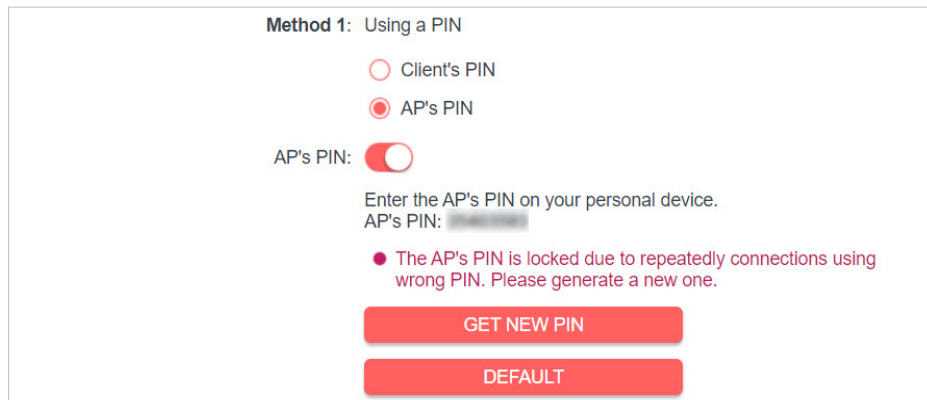 Method 1: Using a PIN
Client's PIN
AP's PIN
AP's PIN:
Enter the AP's PIN on your personal device.
AP's PIN:
The AP's PIN is locked due to repeatedly connections using
wrong PIN. Please generate a new one.
GET NEW PIN
DEFAULT